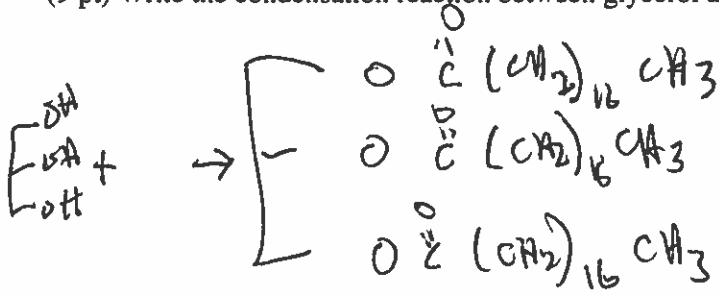 (5 pt) Write the condensation reaction between glycerol a
O
OH
O C (CH2)16 CH3
O
OH + → O C (CH2)16 CH3
OH
O
O C (CH2)16 CH3